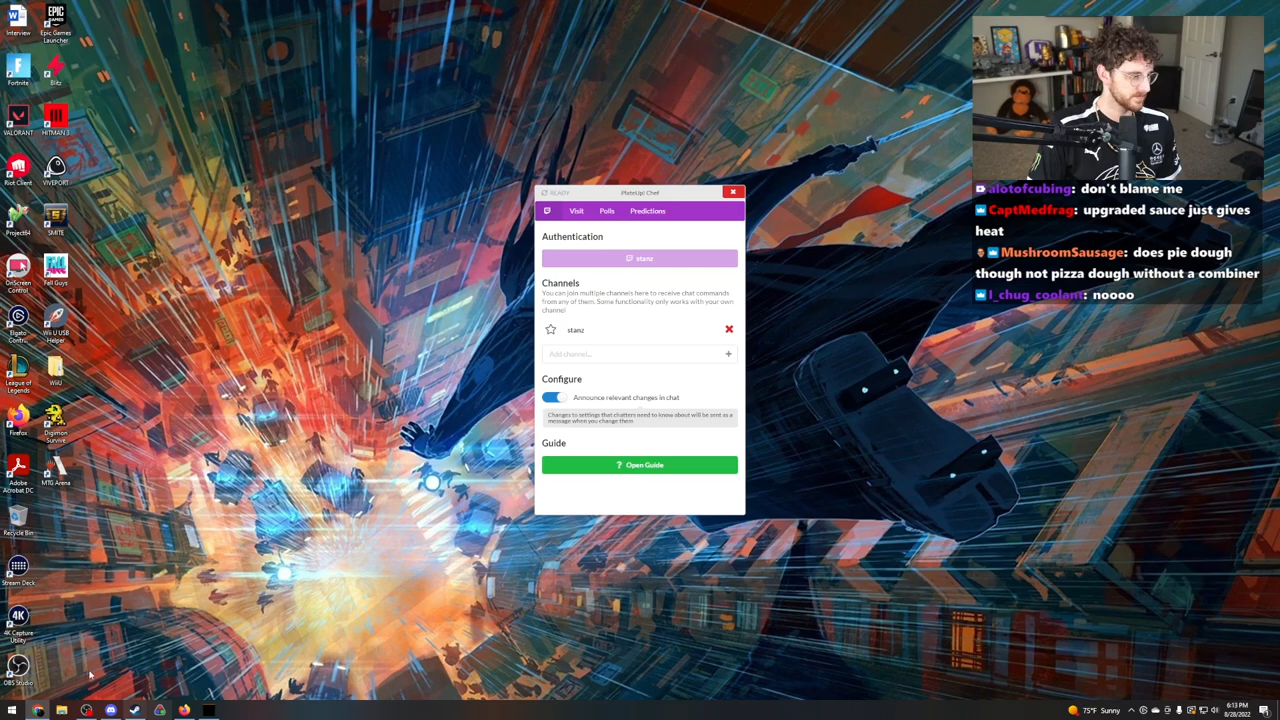 Interview
Epic Games
Launcher
Fortnite
Blitz
VALORANT
HITMAN 3
Riot Client
VIVEPORT
Project64
SMITE
OnScreen
Control
Fall Guys
Elgato
Contr...
Wii U USB
Helper
League of
Legends
WiiU
Firefox
Digimon
Survive
Adobe
Acrobat DC
MTG Arena
Recycle Bin
Stream Deck
4K
4K Capture
Utility
OBS Studio
READY
PlateUp! Chef
Visit
Polls
Predictions
Authentication
stanz
Channels
You can join multiple channels here to receive chat commands
from any of them. Some functionality only works with your own
channel
stanz
Add channel...
Configure
Announce relevant changes in chat
Changes to settings that chatters need to know about will be sent as a
message when you change them
Guide
? Open Guide
alotofcubing: don't blame me
CaptMedfrag: upgraded sauce just gives
heat
MushroomSausage: does pie dough
though not pizza dough without a combiner
I_chug_coolant: noooo
75°F Sunny
6:13 PM
8/28/2022